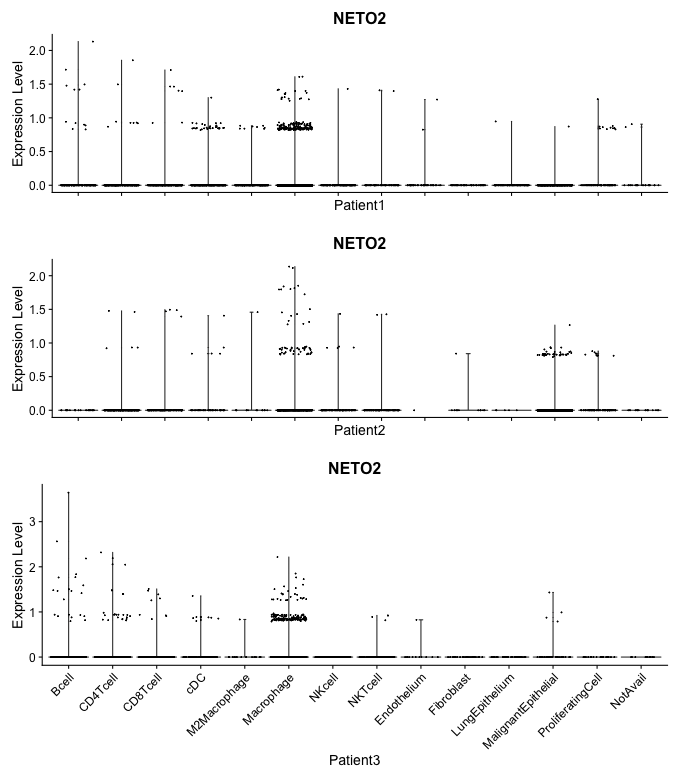 NETO2
Expression Level
2.0
1.5
1.0
0.5
0.0
Patient1
NETO2
Expression Level
2.0
1.5
1.0
0.5
0.0
Patient2
NETO2
Expression Level
3
2
1
0
Bcell
CD4Tcell
CD8Tcell
cDC
M2Macrophage
Macrophage
NKcell
NKTcell
Endothelium
Fibroblast
LungEpithelium
MalignantEpithelial
ProliferatingCell
NotAvail
Patient3